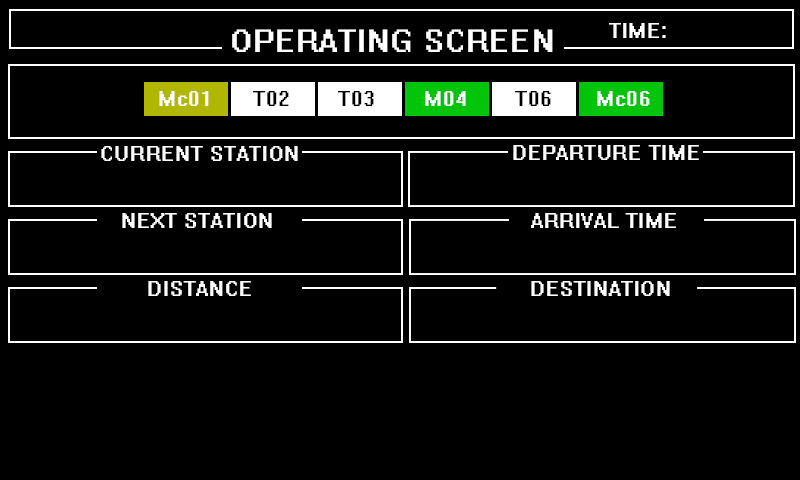 OPERATING SCREEN TIME:
Mc01 T02 T03 M04 T06 Mc06
CURRENT STATION DEPARTURE TIME
NEXT STATION ARRIVAL TIME
DISTANCE DESTINATION